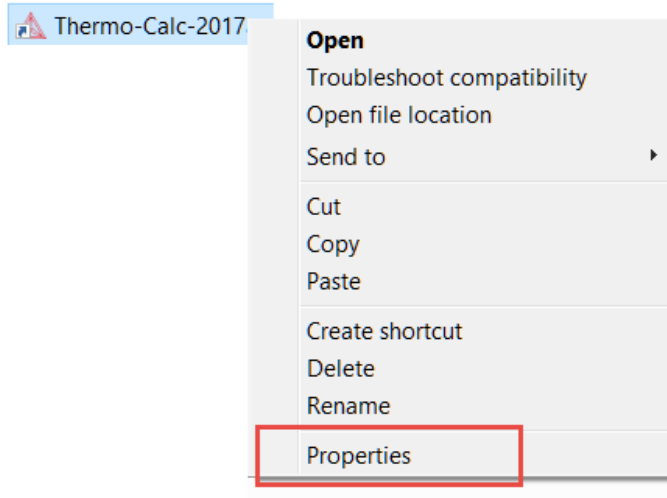 Thermo-Calc-2017
Open
Troubleshoot compatibility
Open file location
Send to
Cut
Copy
Paste
Create shortcut
Delete
Rename
Properties